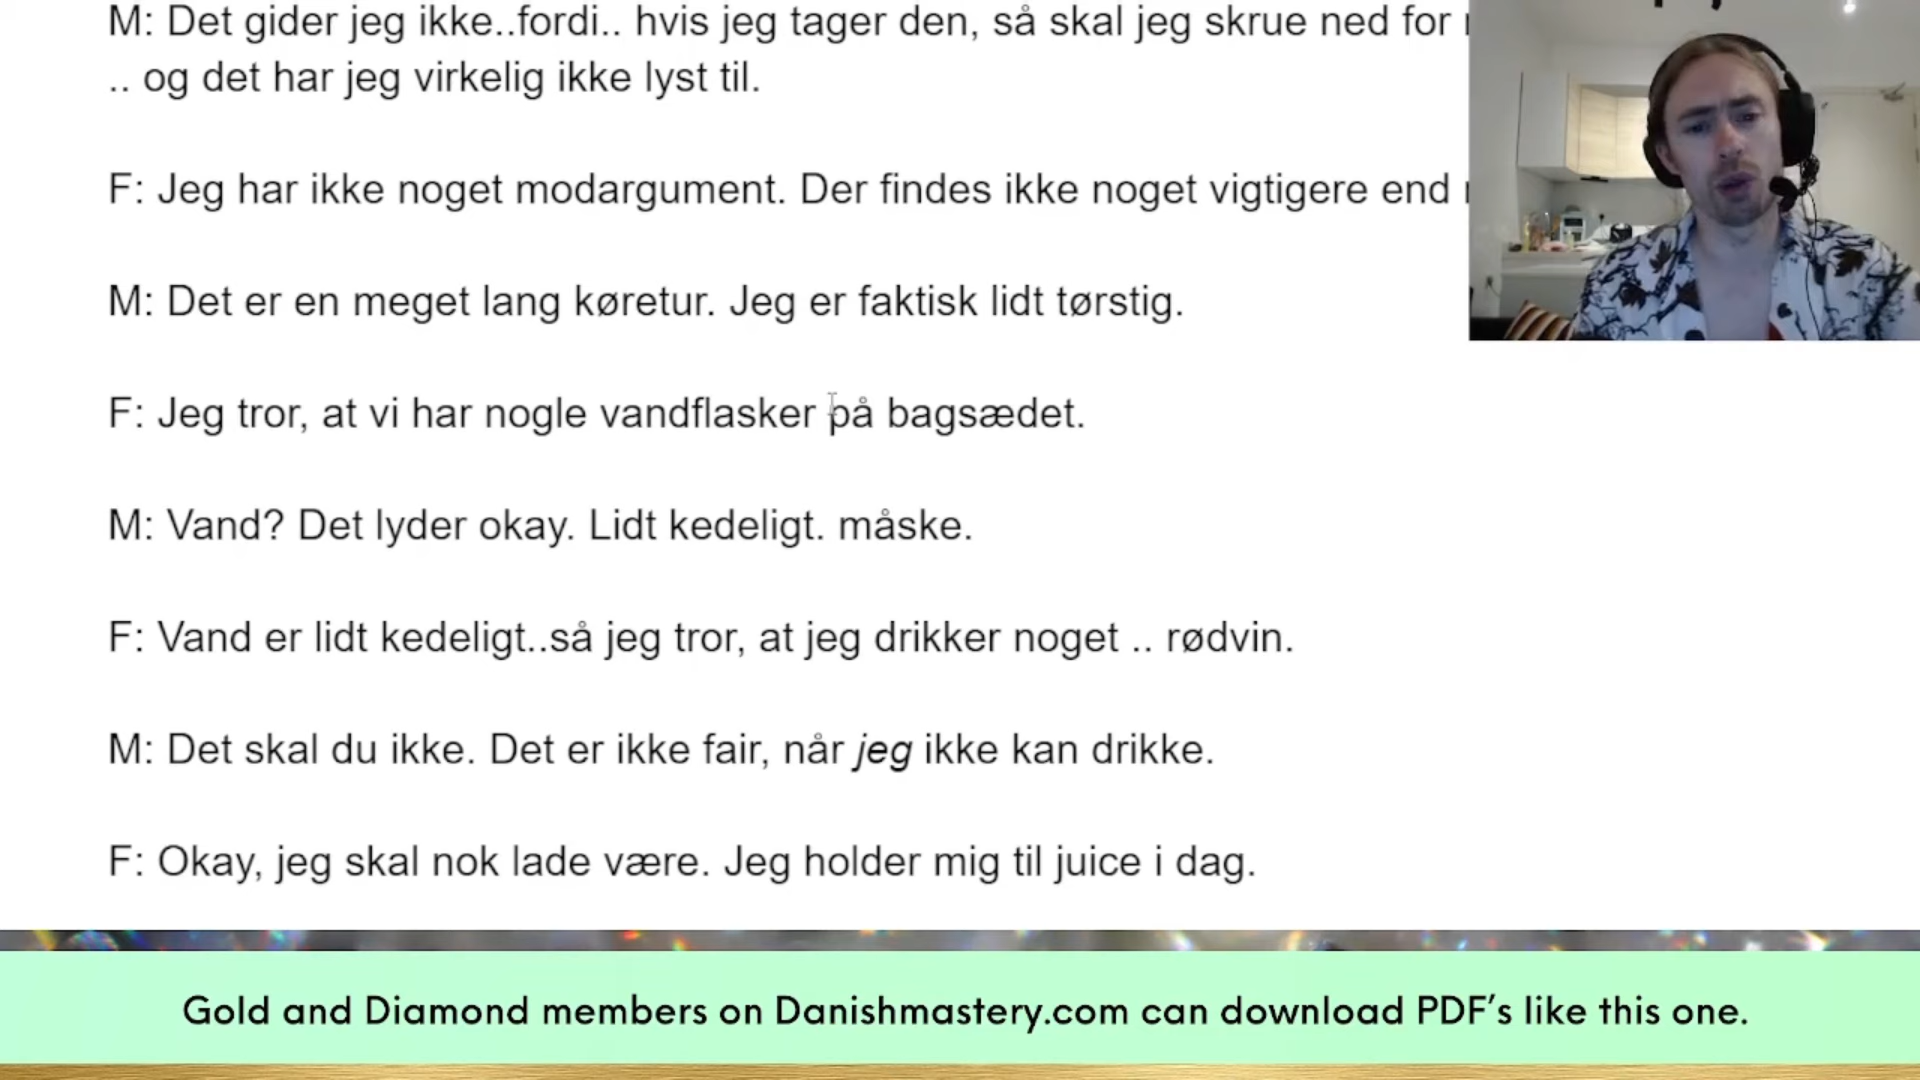 M: Det gider jeg ikke..fordi.. hvis jeg tager den, så skal jeg skrue ned for
.. og det har jeg virkelig ikke lyst til.
F: Jeg har ikke noget modargument. Der findes ikke noget vigtigere end
M: Det er en meget lang køretur. Jeg er faktisk lidt tørstig.
F: Jeg tror, at vi har nogle vandflasker på bagsædet.
M: Vand? Det lyder okay. Lidt kedeligt. måske.
F: Vand er lidt kedeligt..så jeg tror, at jeg drikker noget .. rødvin.
M: Det skal du ikke. Det er ikke fair, når jeg ikke kan drikke.
F: Okay, jeg skal nok lade være. Jeg holder mig til juice i dag.
Gold and Diamond members on Danishmastery.com can download PDF’s like this one.